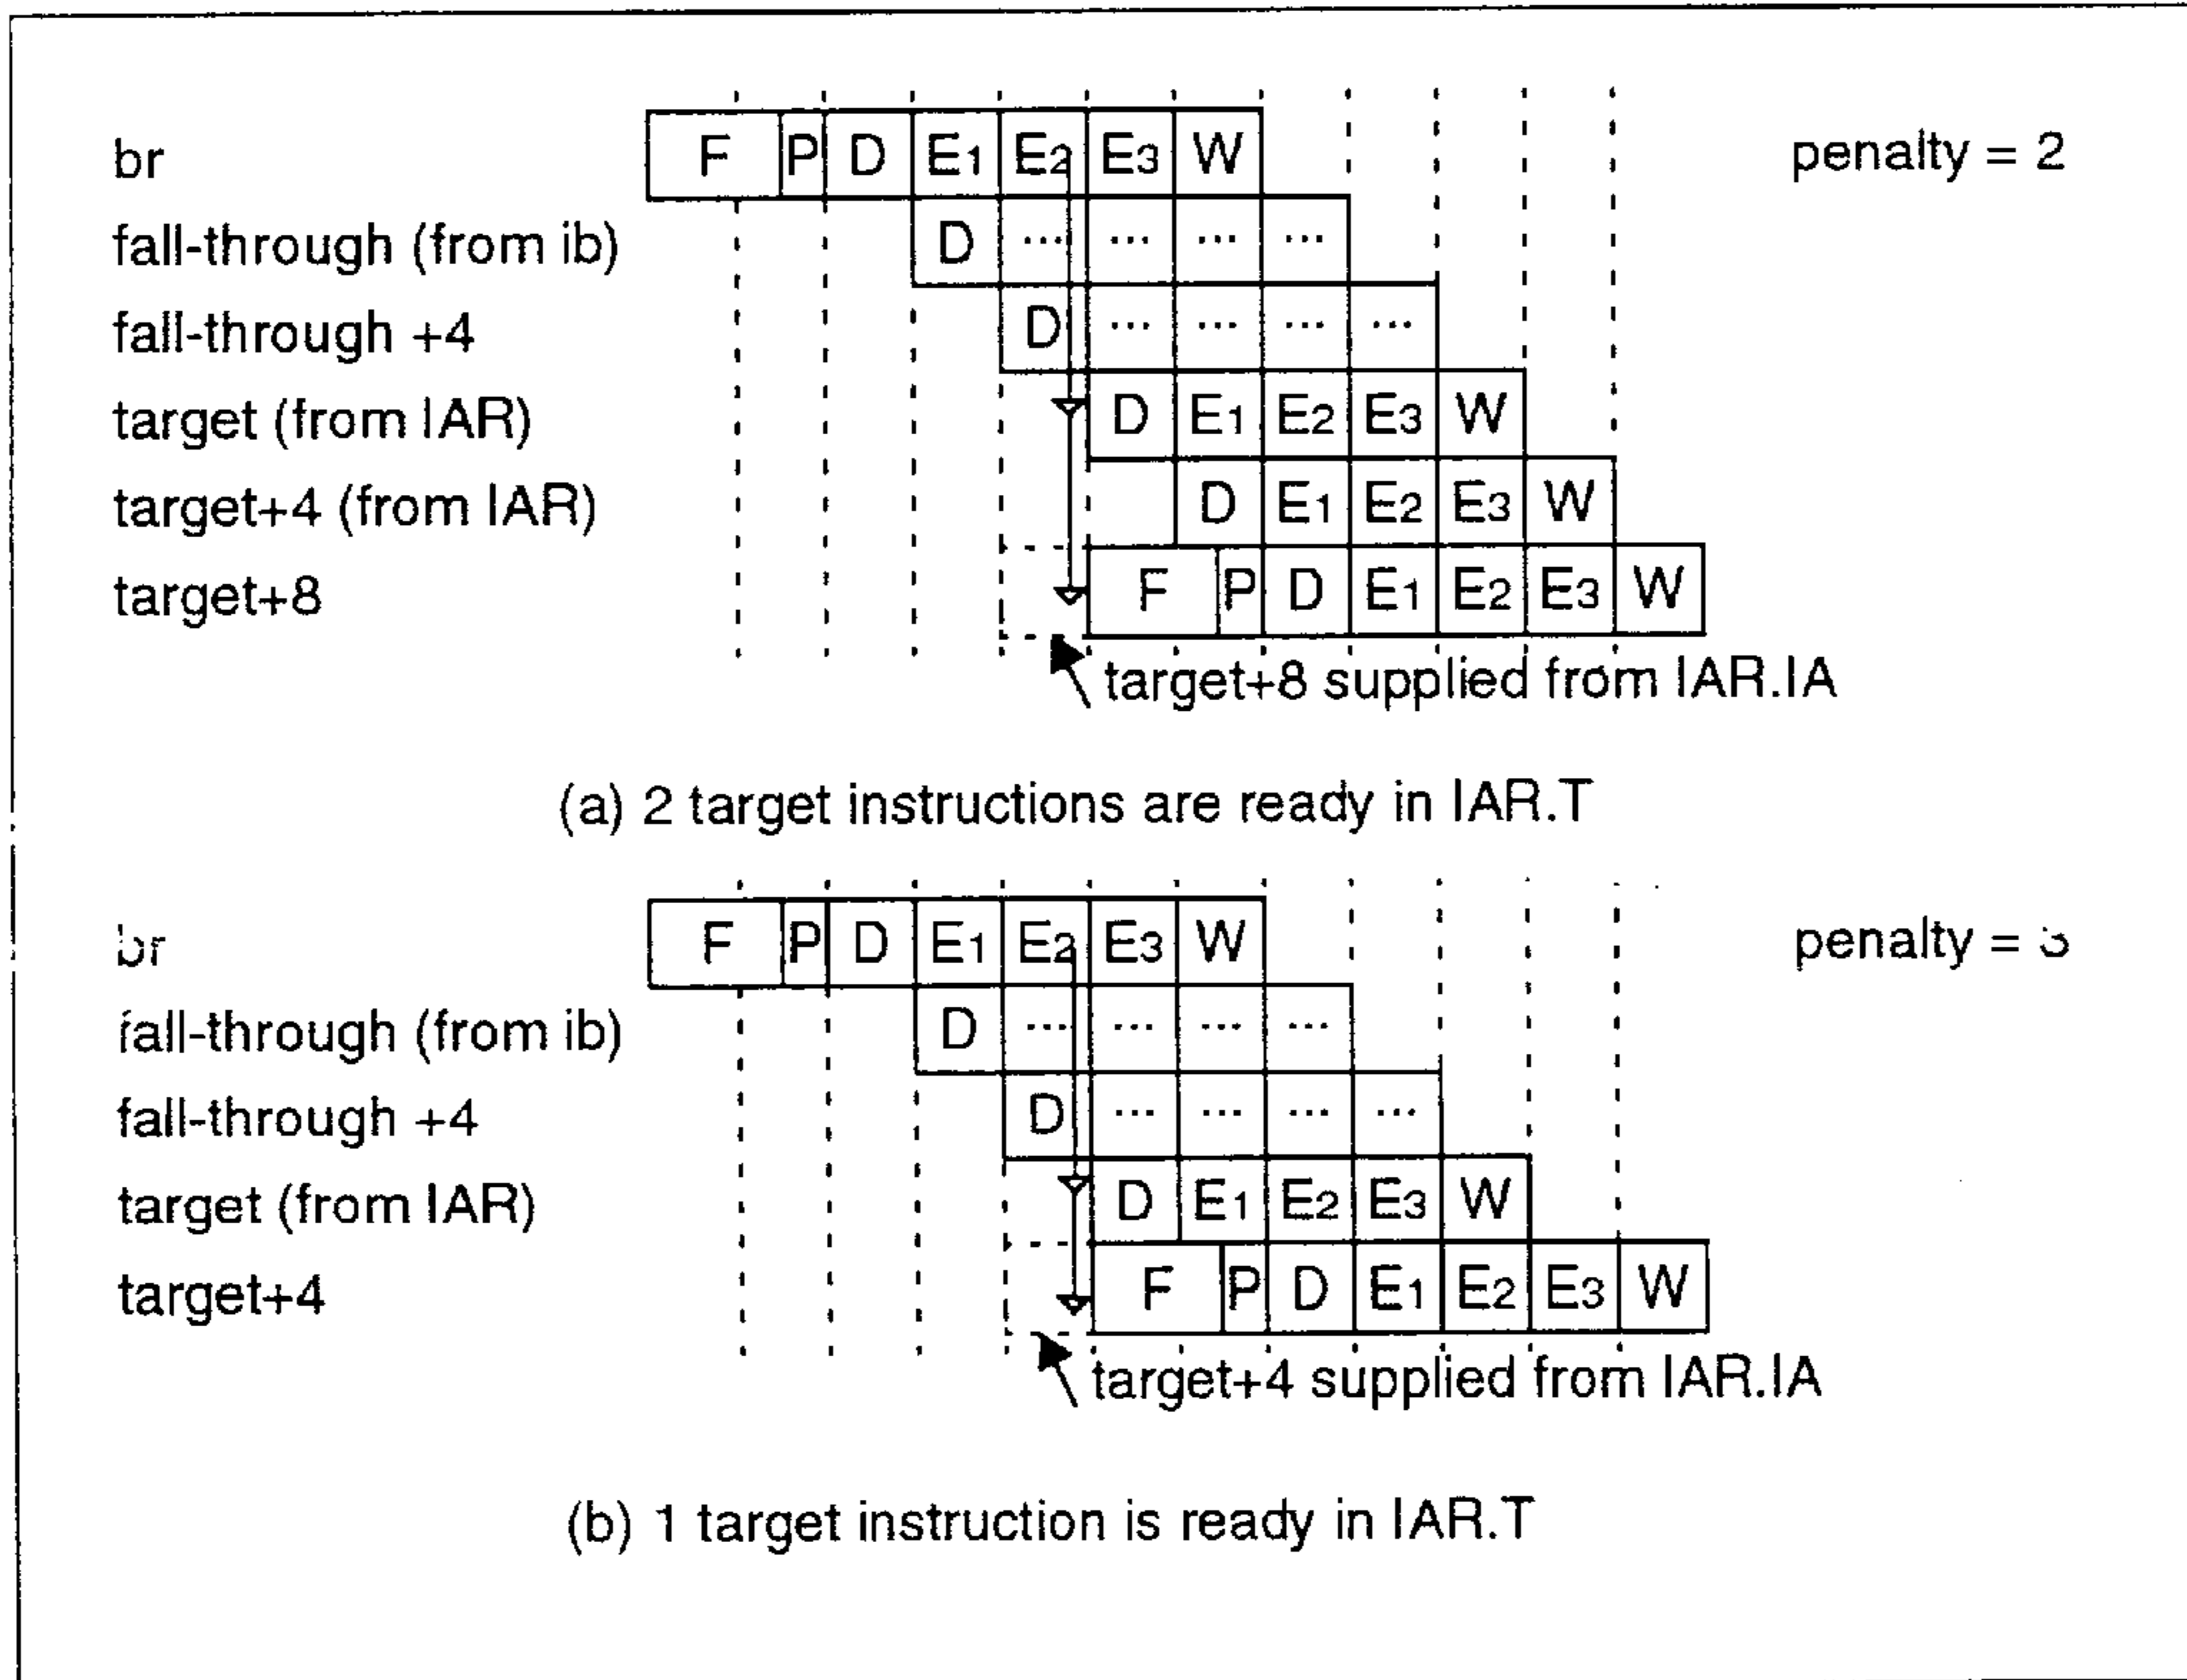 br F P D E1 E2 E3 W penalty = 2
fall-through (from ib) D ... ... ... ...
fall-through +4 D ... ... ... ...
target (from IAR) D E1 E2 E3 W
target+4 (from IAR) D E1 E2 E3 W
target+8 F P D E1 E2 E3 W
target+8 supplied from IAR.IA
(a) 2 target instructions are ready in IAR.T
br F P D E1 E2 E3 W penalty = 3
fall-through (from ib) D ... ... ... ...
fall-through +4 D ... ... ... ...
target (from IAR) D E1 E2 E3 W
target+4 F P D E1 E2 E3 W
target+4 supplied from IAR.IA
(b) 1 target instruction is ready in IAR.T